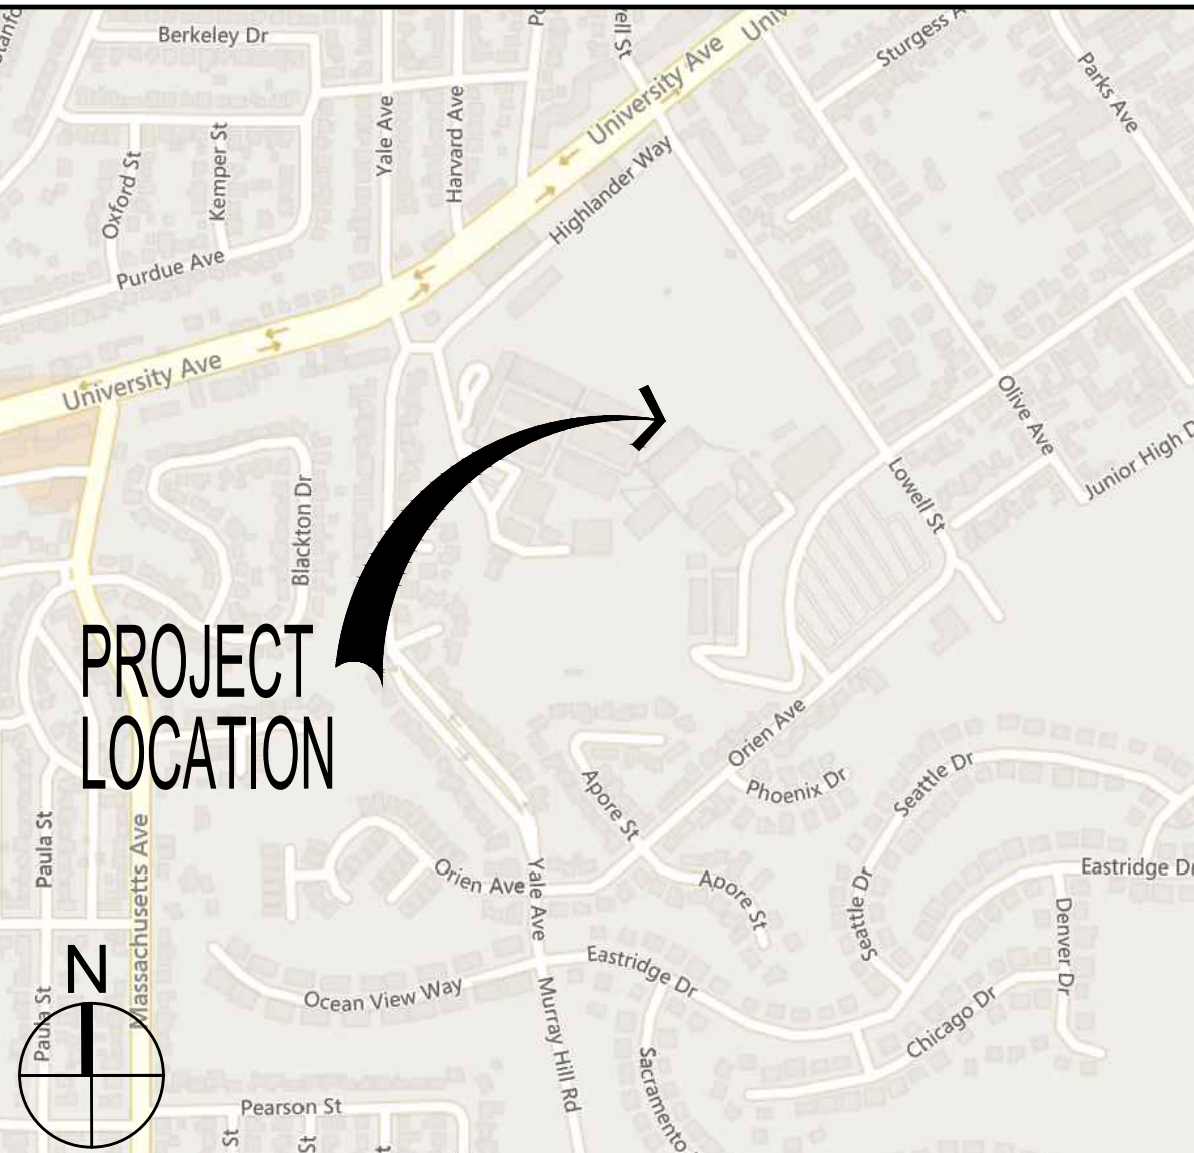 Berkeley Dr
Sturgess
University Ave
Parks Ave
Yale Ave
Harvard Ave
Kemper St
Oxford St
Highlander Way
Purdue Ave
University Ave
Olive Ave
Junior High
Lowell St
Blackton Dr
PROJECT
LOCATION
Orien Ave
Phoenix Dr
Seattle Dr
Apore St
Paula St
Massachusetts Ave
Orien Ave
Yale Ave
Apore St
Seattle Dr
Eastridge Dr
Denver Dr
N
Eastridge Dr
Ocean View Way
Murray Hill Rd
Chicago Dr
Paula St
Sacramento
Pearson St
St
St